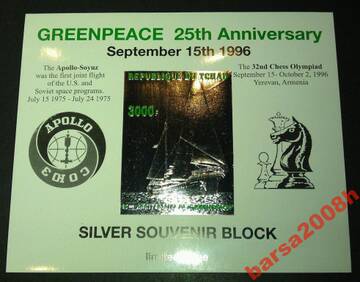 GREENPEACE 25th Anniversary
September 15th 1996
The Apollo-Soyuz
was the first joint flight
of the U.S. and
Soviet space programs.
July 15 1975 - July 24 1975
REPUBLIQUE DU TCHAD
3000F
The 32nd Chess Olympiad
September 15- October 2, 1996
Yerevan, Armenia
APOLLO
СОЮЗ
SILVER SOUVENIR BLOCK
barsa2008h